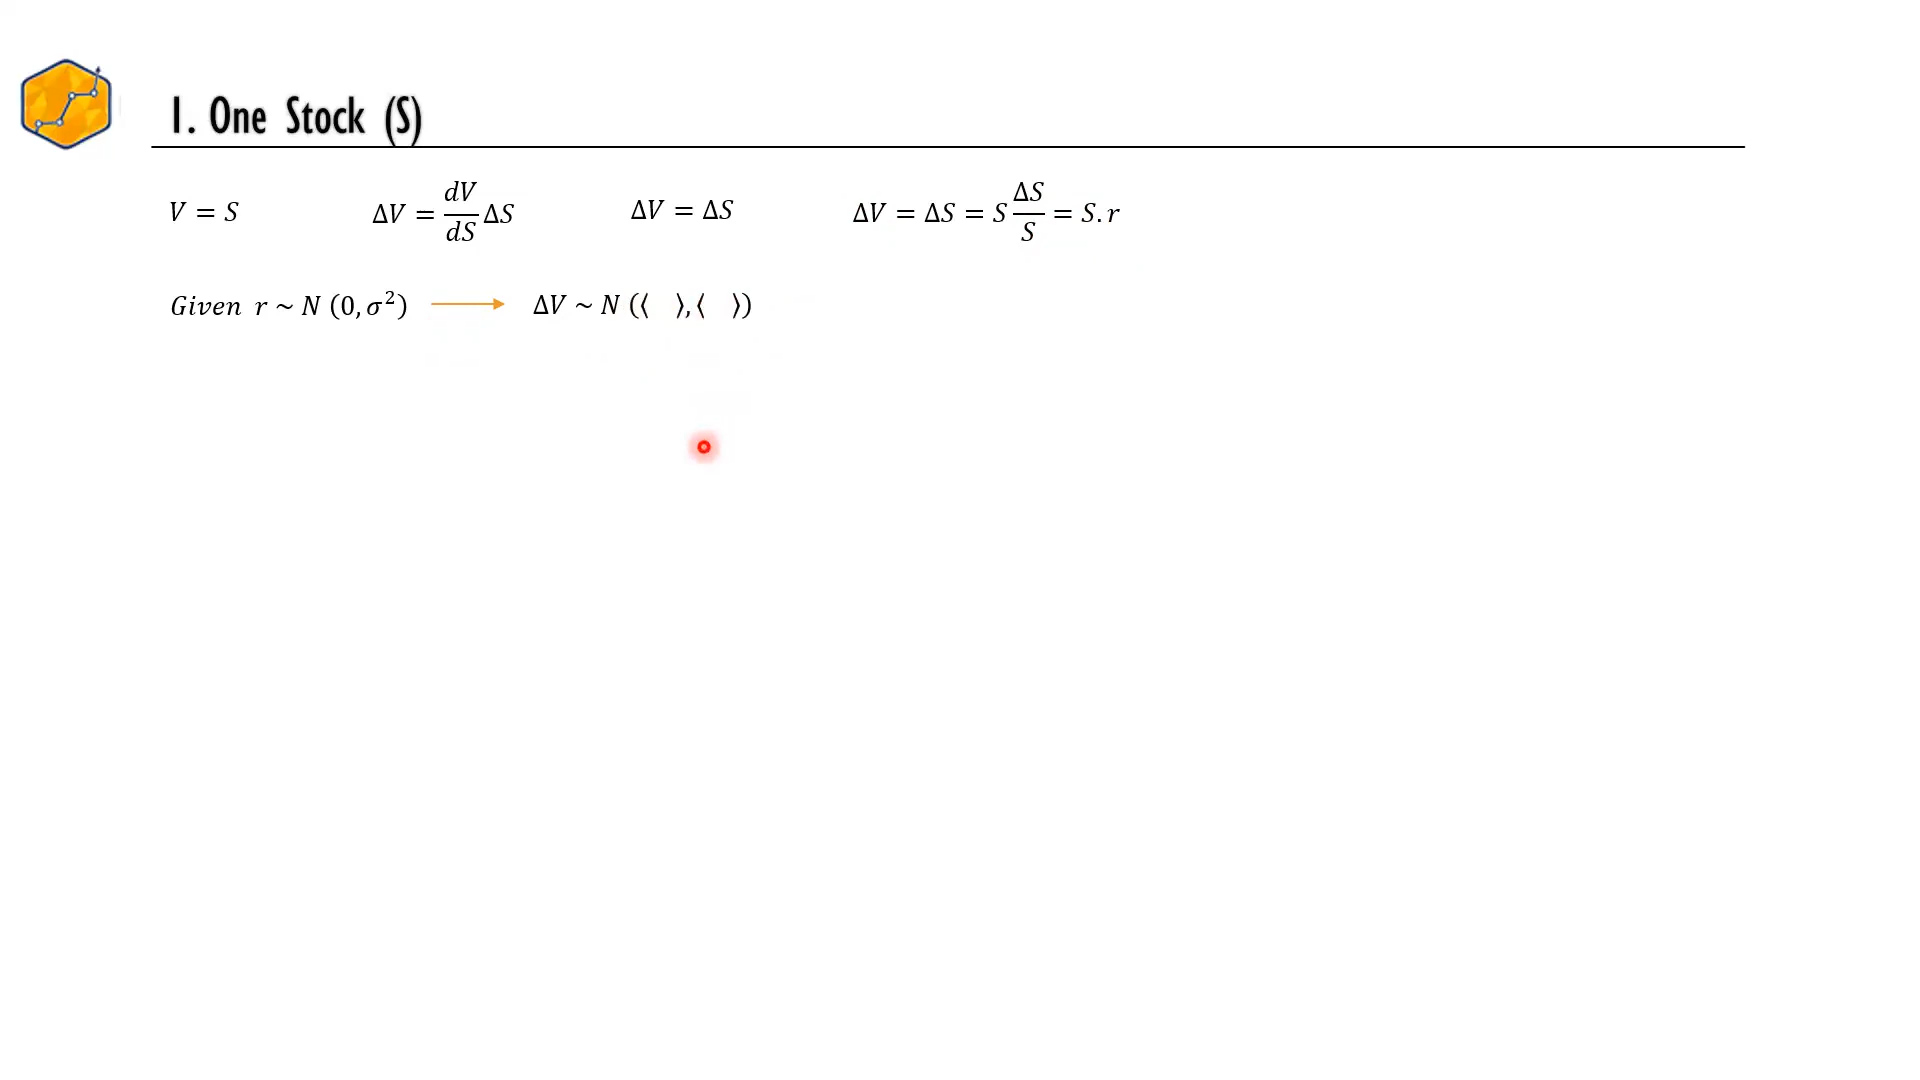 1. One Stock (S)
V = S    ΔV = dV/dS ΔS    ΔV = ΔS    ΔV = ΔS = S ΔS/S = S.r
Given r ~ N (0, σ²) ⟶ ΔV ~ N (⟨ ⟩,⟨ ⟩)